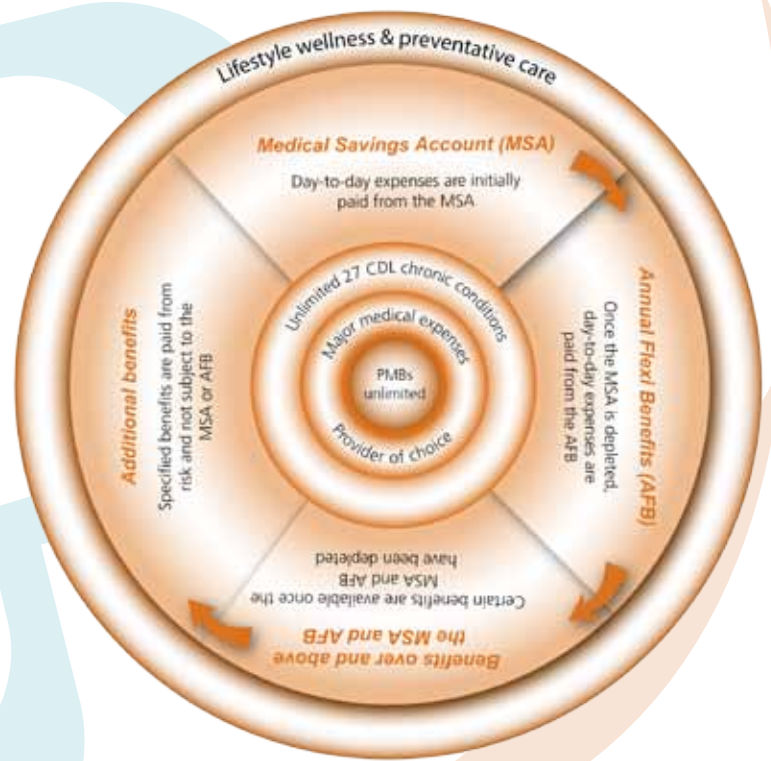 Lifestyle wellness & preventative care
Medical Savings Account (MSA)
Day-to-day expenses are initially
paid from the MSA
Annual Flexi Benefits (AFB)
Once the MSA is depleted,
day-to-day expenses are
paid from the AFB
Benefits over and above
the MSA and AFB
Certain benefits are available once the
MSA and AFB
have been depleted
Additional benefits
Specified benefits are paid from
risk and not subject to the
MSA or AFB
Unlimited 27 CDL chronic conditions
Major medical expenses
PMBs
unlimited
Provider of choice